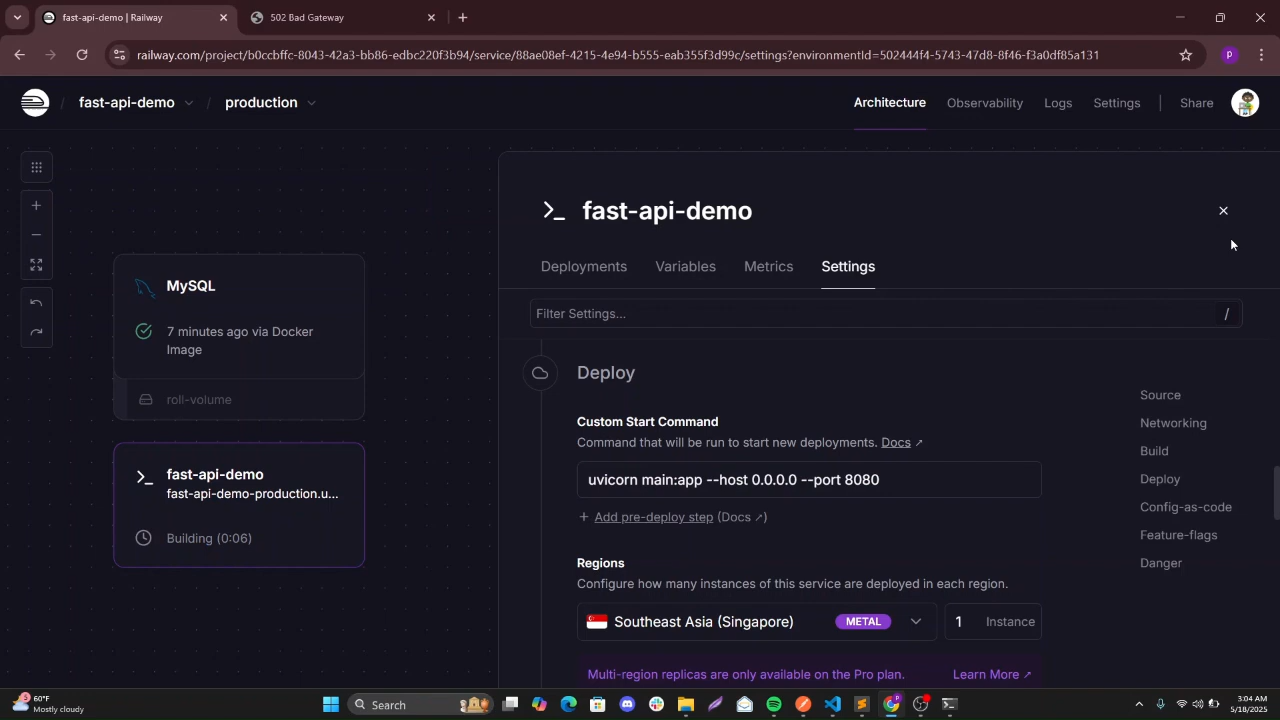 fast-api-demo | Railway
502 Bad Gateway
railway.com/project/b0ccbffc-8043-42a3-bb86-edbc220f3b94/service/88ae08ef-4215-4e94-b555-eab355f3d99c/settings?environmentId=502444f4-5743-47d8-8f46-f3a0df85a131
P
/ fast-api-demo / production
Architecture Observability Logs Settings Share
fast-api-demo
Deployments Variables Metrics Settings
Filter Settings... /
MySQL
7 minutes ago via Docker
Image
roll-volume
fast-api-demo
fast-api-demo-production.u...
Building (0:06)
Deploy
Custom Start Command
Command that will be run to start new deployments. Docs ↗
uvicorn main:app --host 0.0.0.0 --port 8080
+ Add pre-deploy step (Docs ↗)
Regions
Configure how many instances of this service are deployed in each region.
Southeast Asia (Singapore) METAL 1 Instance
Multi-region replicas are only available on the Pro plan. Learn More ↗
Source
Networking
Build
Deploy
Config-as-code
Feature-flags
Danger
60°F
Mostly cloudy
Search
3:04 AM
5/18/2025